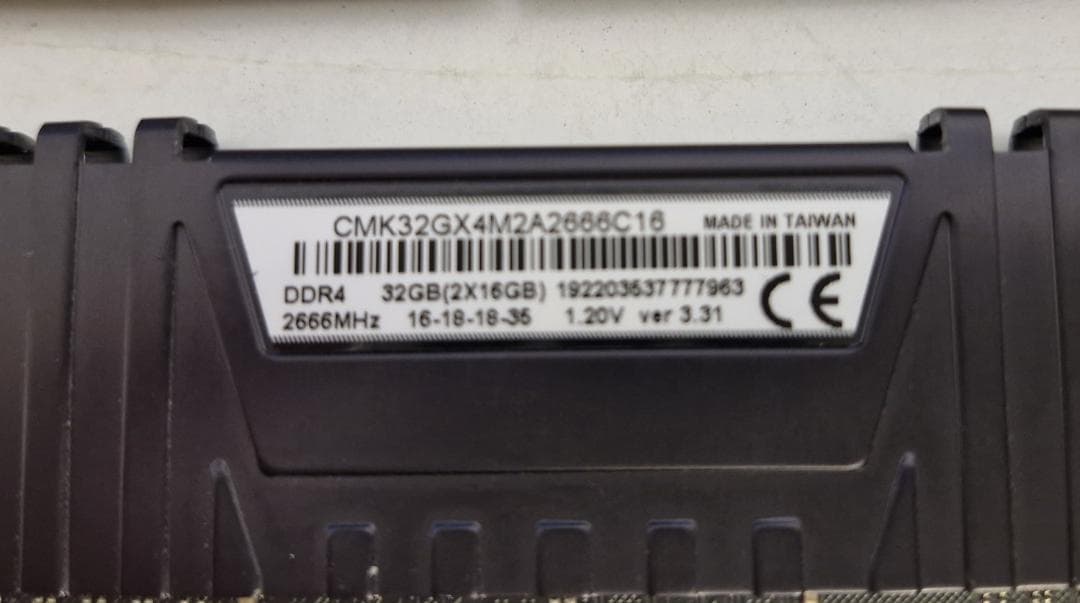 CMK32GX4M2A2666C16 MADE IN TAIWAN
DDR4 32GB(2X16GB) 192203637777963
2666MHz 16-18-18-35 1.20V ver 3.31